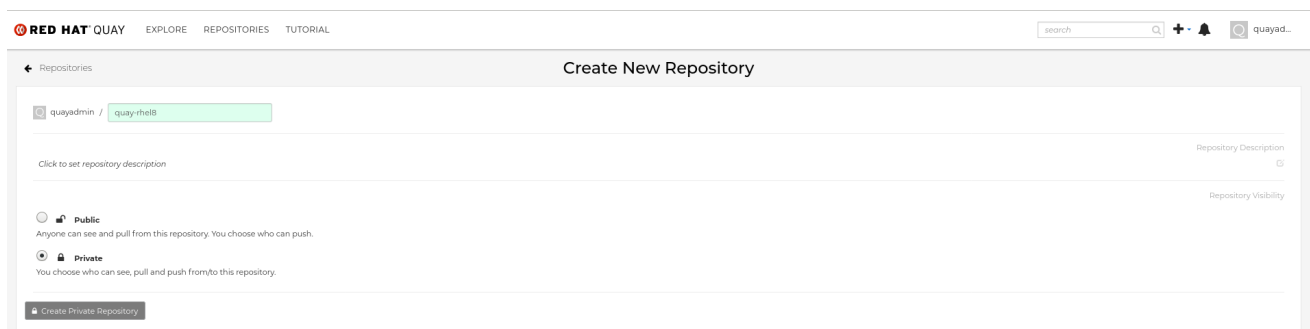 RED HAT QUAY EXPLORE REPOSITORIES TUTORIAL search quayad...
Repositories Create New Repository
quayadmin / quay-rhel8
Repository Description
Click to set repository description
Repository Visibility
Public
Anyone can see and pull from this repository. You choose who can push.
Private
You choose who can see, pull and push from/to this repository.
Create Private Repository